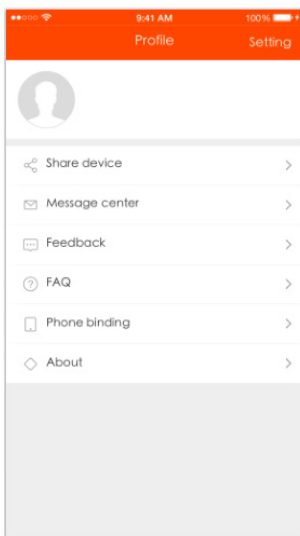 9:41 AM 100%
Profile Setting
Share device
Message center
Feedback
FAQ
Phone binding
About